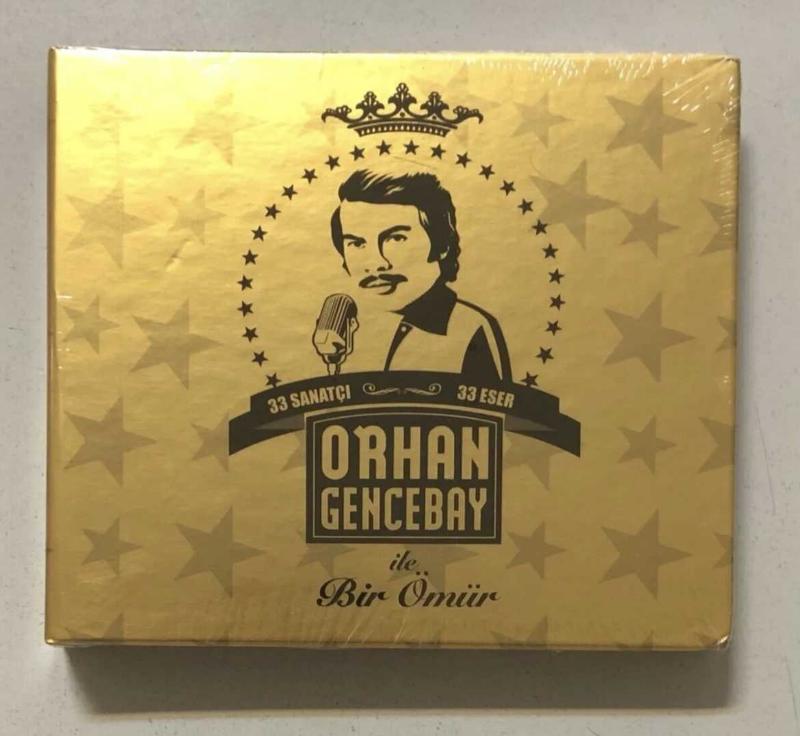 33 SANATÇI 33 ESER
ORHAN
GENCEBAY
ile
Bir Ömür